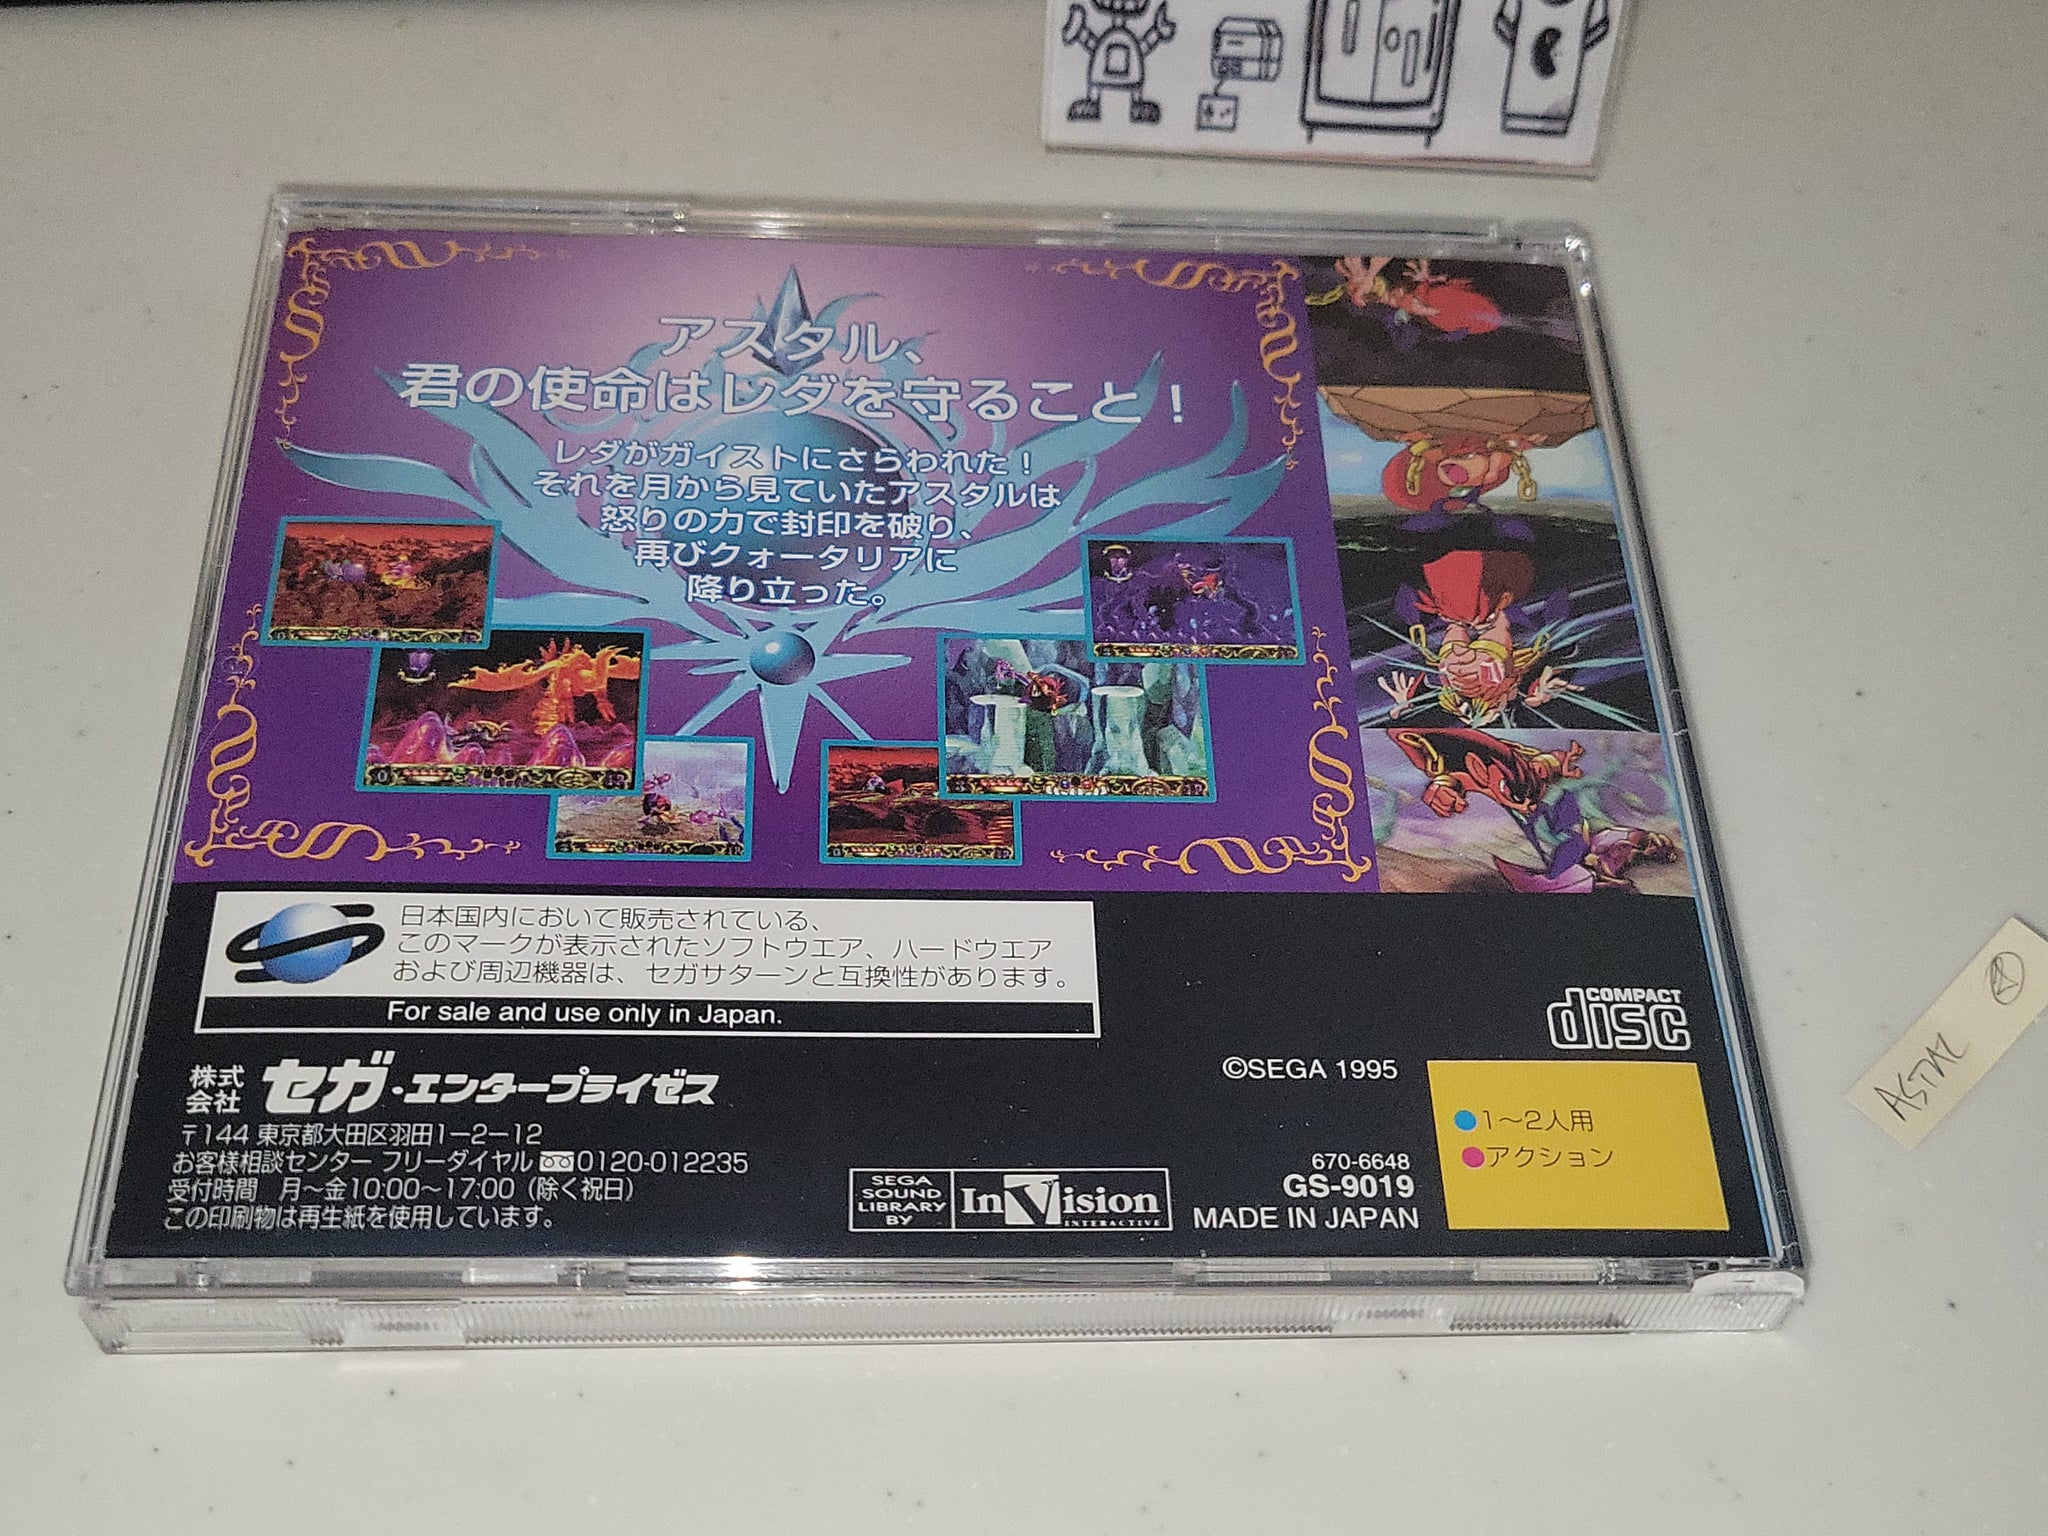 アスタル、
君の使命はレダを守ること！
レダがガイストにさらわれた！
それを月から見ていたアスタルは
怒りの力で封印を破り、
再びクォータリアに
降り立った。
日本国内において販売されている、
このマークが表示されたソフトウエア、ハードウエア
および周辺機器は、セガサターンと互換性があります。
For sale and use only in Japan.
株式会社 セガ・エンタープライゼス
〒144 東京都大田区羽田1－2－12
お客様相談センター フリーダイヤル 0120-012235
受付時間　月～金10:00～17:00（除く祝日）
この印刷物は再生紙を使用しています。
SEGA
SOUND
LIBRARY
BY
InVision
INTERACTIVE
©SEGA 1995
670-6648
GS-9019
MADE IN JAPAN
COMPACT
disc
●1～2人用
●アクション
ASTAL